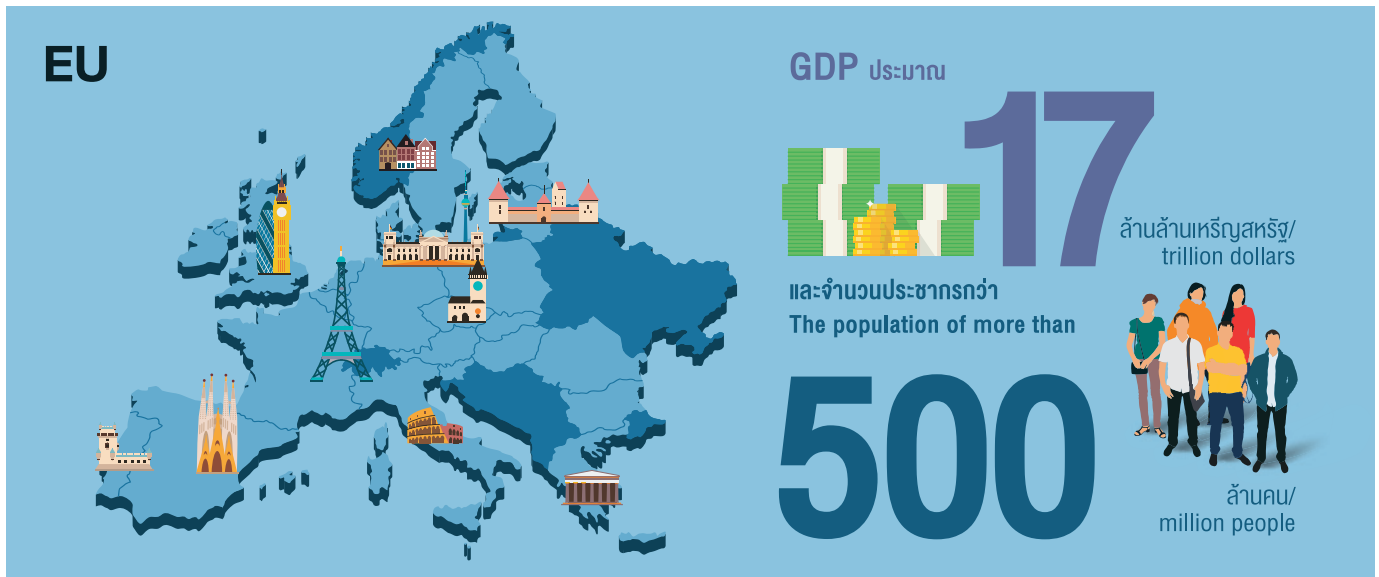 EU
GDP ประมาณ
17
ล้านล้านเหรีญสหรัฐ/
trillion dollars
และจำนวนประชากรกว่า
The population of more than
500
ล้านคน/
million people